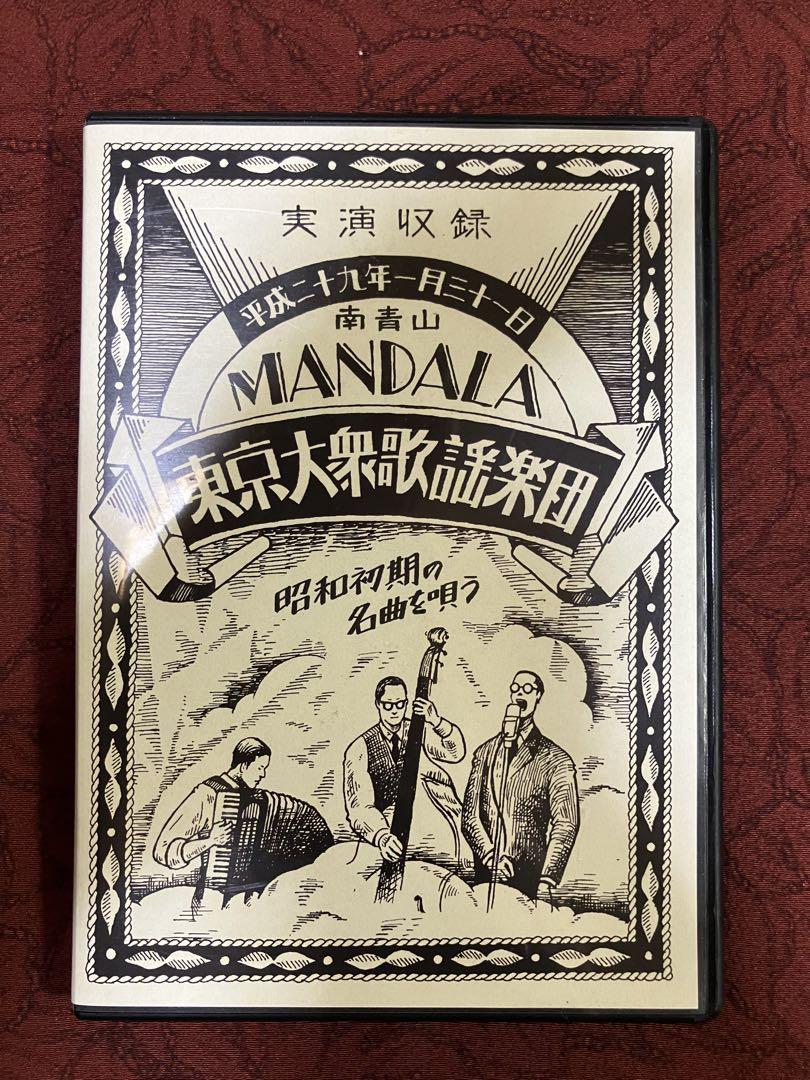 実演収録
平成二十九年一月三十一日
南青山
MANDALA
東京大衆歌謡楽団
昭和初期の
名曲を唄う